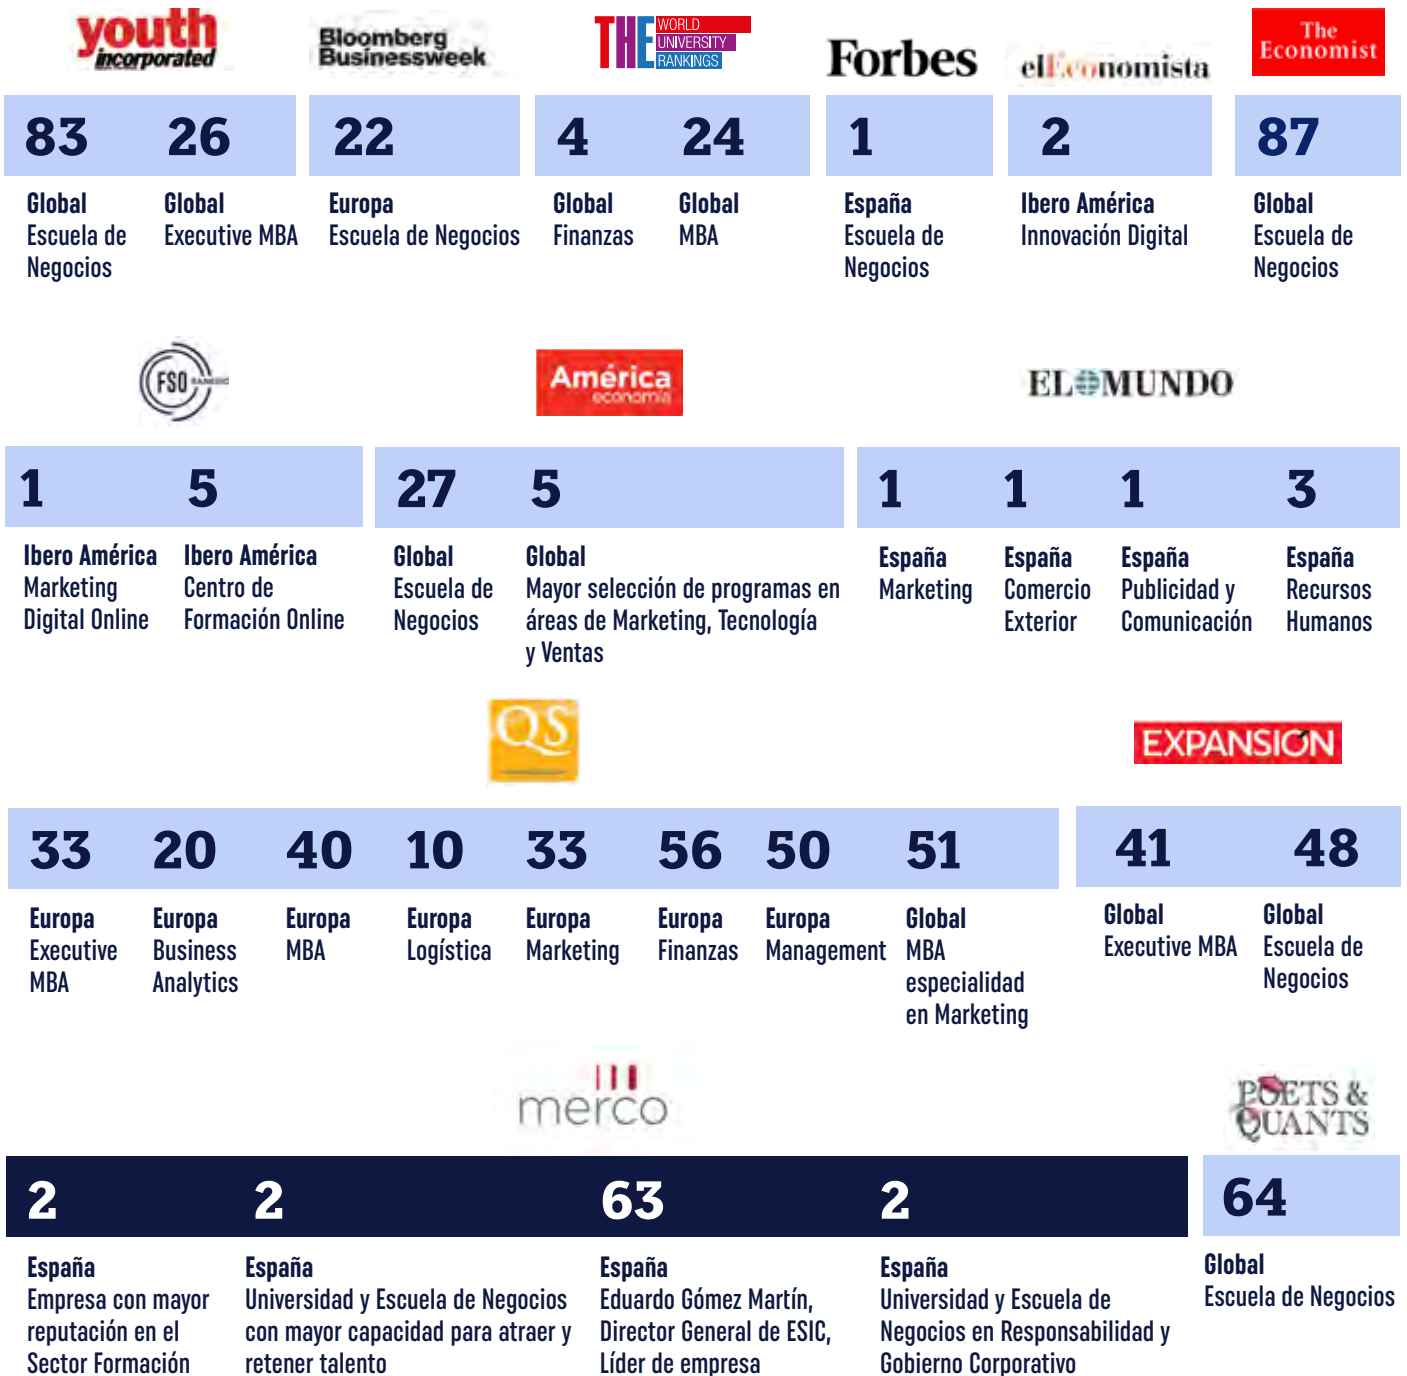 youth
incorporated
Bloomberg
Businessweek
THE WORLD
UNIVERSITY
RANKINGS
Forbes
elEconomista
The
Economist
83 26 22 4 24 1 2 87
Global Global Europa Global Global España Ibero América Global
Escuela de Executive MBA Escuela de Negocios Finanzas MBA Escuela de Innovación Digital Escuela de
Negocios Negocios Negocios
FSO
América
economía
EL MUNDO
1 5 27 5 1 1 1 3
Ibero América Ibero América Global Global España España España España
Marketing Centro de Escuela de Mayor selección de programas en Marketing Comercio Publicidad y Recursos
Digital Online Formación Online Negocios áreas de Marketing, Tecnología Exterior Comunicación Humanos
y Ventas
QS
EXPANSIÓN
33 20 40 10 33 56 50 51 41 48
Europa Europa Europa Europa Europa Europa Europa Global Global Global
Executive Business MBA Logística Marketing Finanzas Management MBA Executive MBA Escuela de
MBA Analytics especialidad Negocios
en Marketing
merco
POETS &
QUANTS
2 2 63 2 64
España España España España Global
Empresa con mayor Universidad y Escuela de Negocios Eduardo Gómez Martín, Universidad y Escuela de Escuela de Negocios
reputación en el con mayor capacidad para atraer y Director General de ESIC, Negocios en Responsabilidad y
Sector Formación retener talento Líder de empresa Gobierno Corporativo